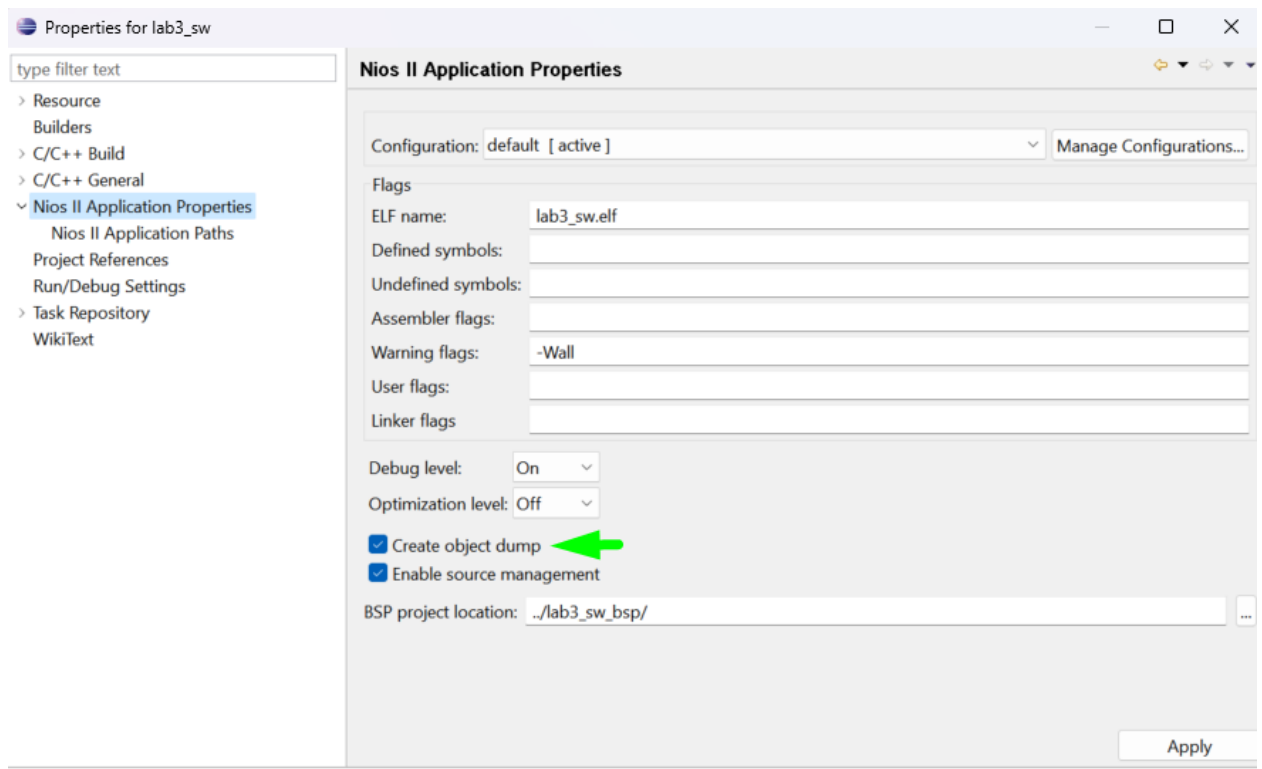 Properties for lab3_sw
type filter text
Resource
Builders
C/C++ Build
C/C++ General
Nios II Application Properties
Nios II Application Paths
Project References
Run/Debug Settings
Task Repository
WikiText
Nios II Application Properties
Configuration: default [ active ] Manage Configurations...
Flags
ELF name: lab3_sw.elf
Defined symbols:
Undefined symbols:
Assembler flags:
Warning flags: -Wall
User flags:
Linker flags
Debug level: On
Optimization level: Off
Create object dump
Enable source management
BSP project location: ../lab3_sw_bsp/ ...
Apply